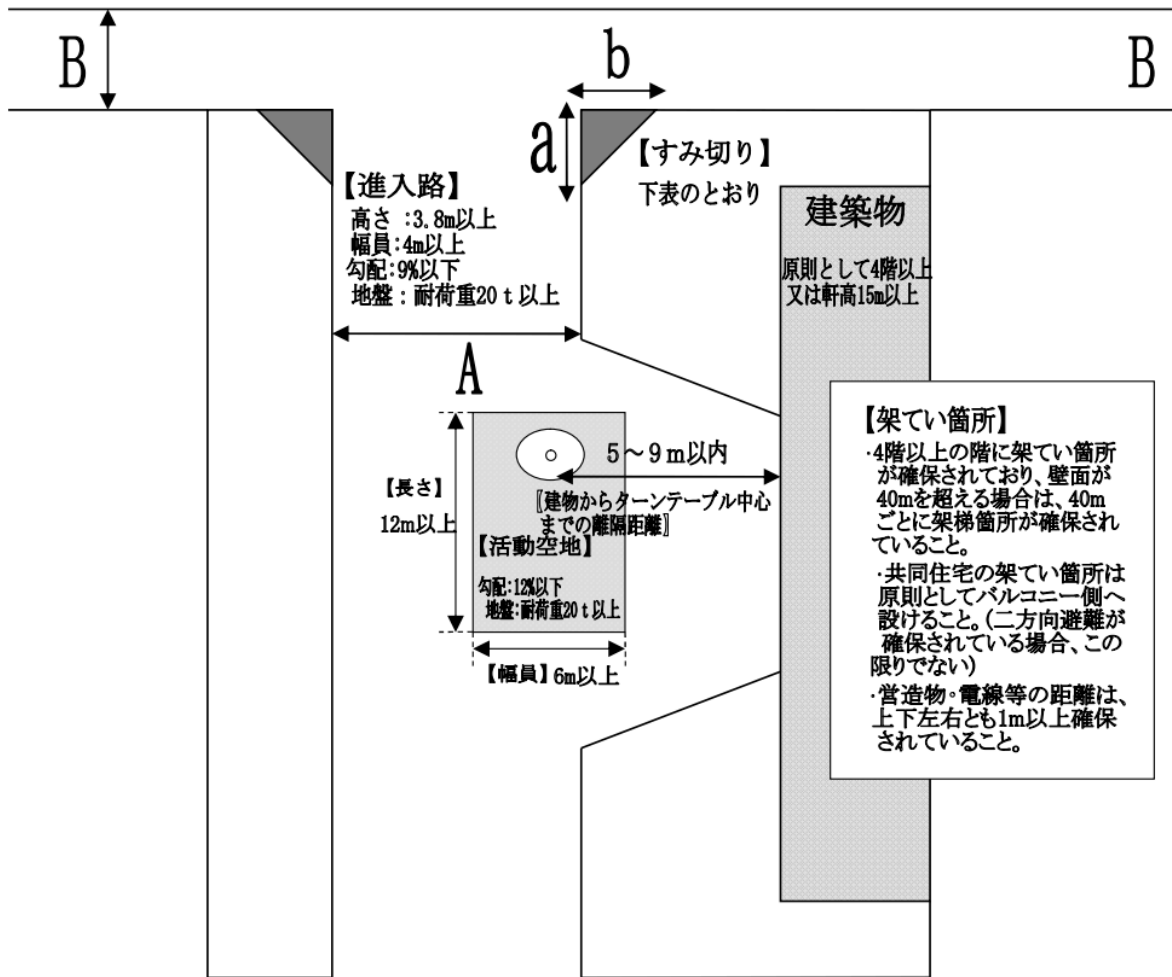 B
b
B
a
【すみ切り】
下表のとおり
【進入路】
高さ :3.8m以上
幅員:4m以上
勾配:9%以下
地盤：耐荷重20ｔ以上
A
建築物
原則として4階以上
又は軒高15m以上
【長さ】
12m以上
5～9ｍ以内
〖建物からターンテーブル中心
までの離隔距離〗
【活動空地】
勾配:12%以下
地盤:耐荷重20ｔ以上
【幅員】6m以上
【架てい箇所】
・4階以上の階に架てい箇所
が確保されており、壁面が
40mを超える場合は、40m
ごとに架梯箇所が確保され
ていること。
・共同住宅の架てい箇所は
原則としてバルコニー側へ
設けること。(二方向避難が
確保されている場合、この
限りでない)
・営造物・電線等の距離は、
上下左右とも1m以上確保
されていること。